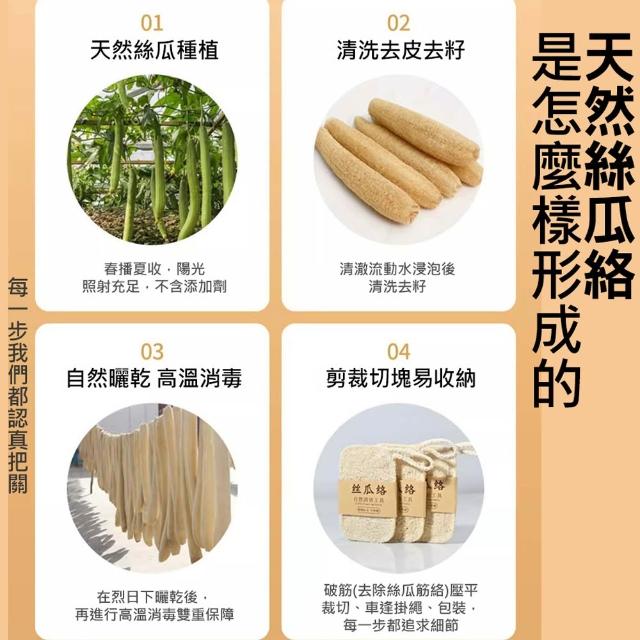 天然絲瓜絡
是怎麼樣形成的
每一步我們都認真把關
01
天然絲瓜種植
春播夏收，陽光
照射充足，不含添加劑
02
清洗去皮去籽
清澈流動水浸泡後
清洗去籽
03
自然曬乾 高溫消毒
在烈日下曬乾後，
再進行高溫消毒雙重保障
04
剪裁切塊易收納
丝瓜络
破筋(去除絲瓜筋絡)壓平
裁切、車逢掛繩、包裝，
每一步都追求細節